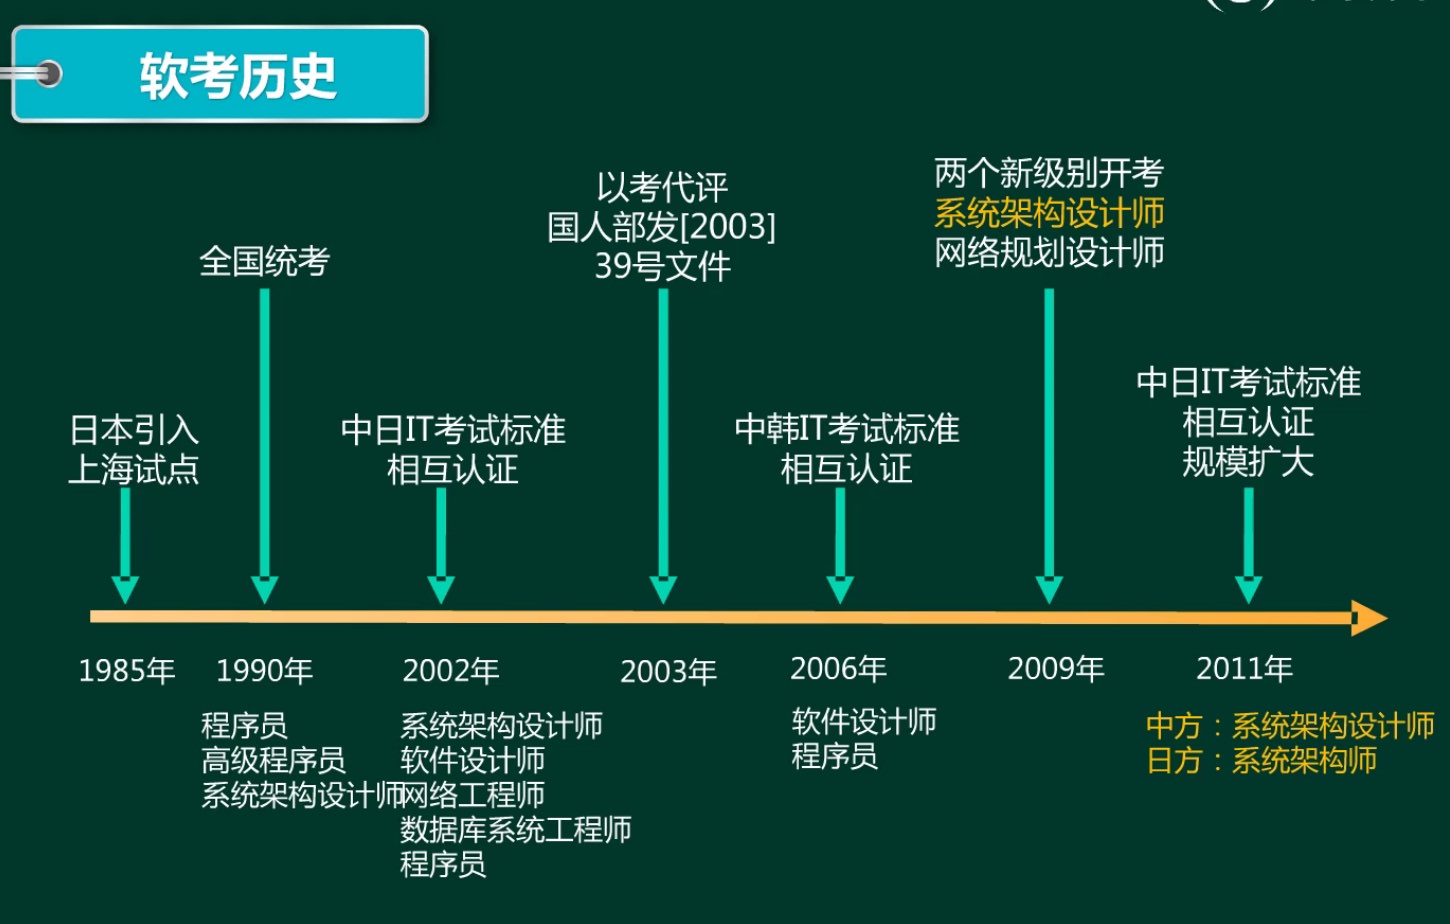 软考历史
日本引入
上海试点
全国统考
中日IT考试标准
相互认证
以考代评
国人部发[2003]
39号文件
中韩IT考试标准
相互认证
两个新级别开考
系统架构设计师
网络规划设计师
中日IT考试标准
相互认证
规模扩大
1985年
1990年
2002年
2003年
2006年
2009年
2011年
程序员
高级程序员
系统架构设计师
系统架构设计师
软件设计师
网络工程师
数据库系统工程师
程序员
软件设计师
程序员
中方：系统架构设计师
日方：系统架构师